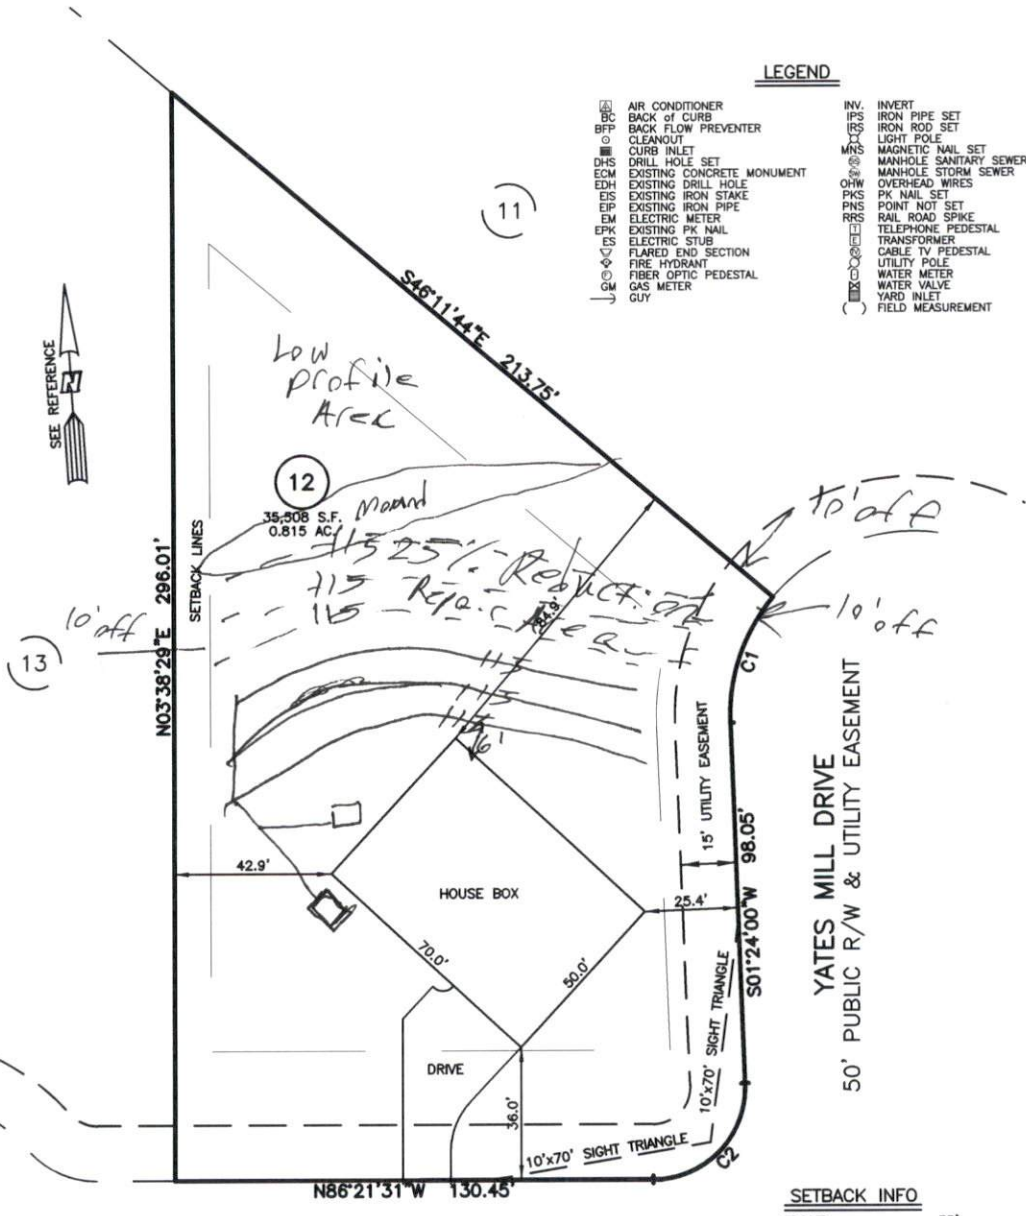 LEGEND
AIR CONDITIONER
BC BACK of CURB
BFP BACK FLOW PREVENTER
CLEANOUT
CURB INLET
DHS DRILL HOLE SET
ECM EXISTING CONCRETE MONUMENT
EDH EXISTING DRILL HOLE
EIS EXISTING IRON STAKE
EIP EXISTING IRON PIPE
EM ELECTRIC METER
EPK EXISTING PK NAIL
ES ELECTRIC STUB
FLARED END SECTION
FIRE HYDRANT
FIBER OPTIC PEDESTAL
GM GAS METER
GUY
INV. INVERT
IPS IRON PIPE SET
IRS IRON ROD SET
LIGHT POLE
MNS MAGNETIC NAIL SET
MANHOLE SANITARY SEWER
MANHOLE STORM SEWER
OHW OVERHEAD WIRES
PKS PK NAIL SET
PNS POINT NOT SET
RRS RAIL ROAD SPIKE
T TELEPHONE PEDESTAL
E TRANSFORMER
CABLE TV PEDESTAL
UTILITY POLE
WATER METER
WATER VALVE
YARD INLET
( ) FIELD MEASUREMENT
11
S46°11'44"E 213.75'
SEE REFERENCE
N
Low
profile
Area
12
35,508 S.F.
0.815 AC.
Mound
115 25% Reduction
115 Repair Area
115
10' off
10' off
10' off
13
N03°38'29"E 296.01'
SETBACK LINES
84.9'
115
115
115
6'
C1
15' UTILITY EASEMENT
YATES MILL DRIVE
50' PUBLIC R/W & UTILITY EASEMENT
S01°24'00"W 98.05'
42.9'
HOUSE BOX
25.4'
70.0'
50.0'
DRIVE
36.0'
10'x70' SIGHT TRIANGLE
10'x70' SIGHT TRIANGLE
C2
N86°21'31"W 130.45'
SETBACK INFO